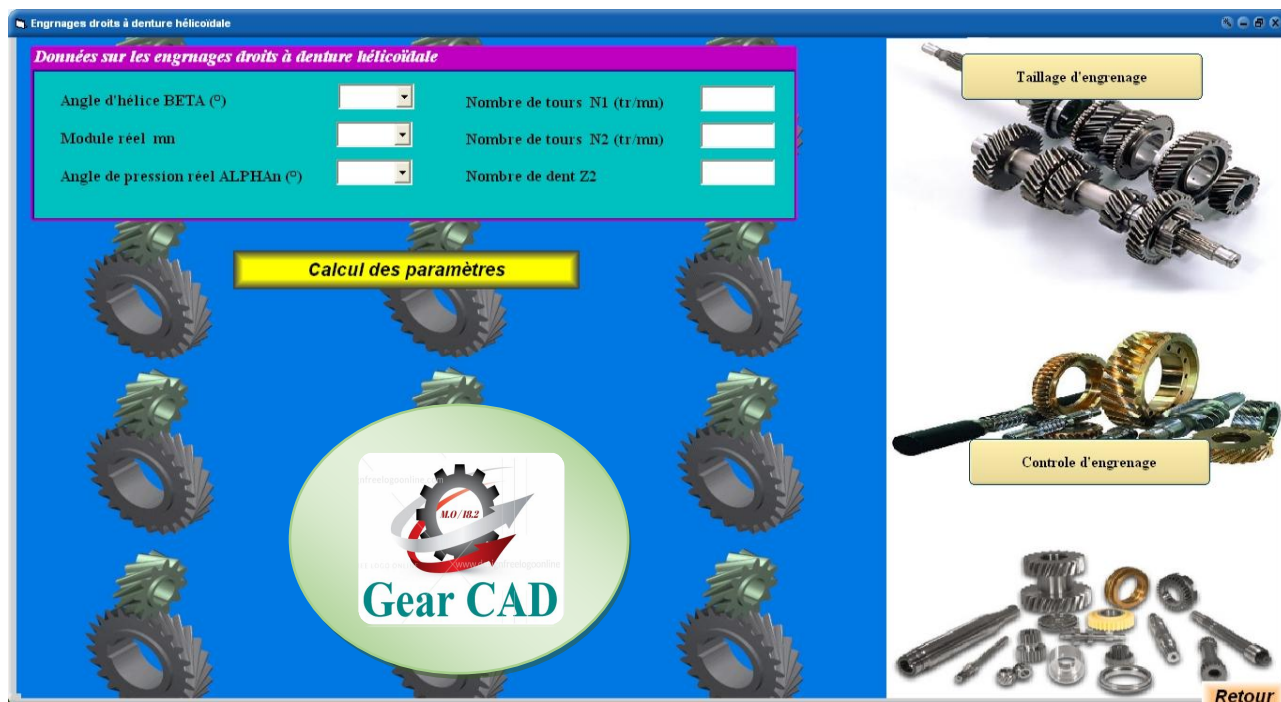 Engrnages droits à denture hélicoïdale
Données sur les engrnages droits à denture hélicoïdale
Angle d'hélice BETA (°)
Nombre de tours N1 (tr/mn)
Module réel mn
Nombre de tours N2 (tr/mn)
Angle de pression réel ALPHAn (°)
Nombre de dent Z2
Calcul des paramètres
Taillage d'engrenage
Controle d'engrenage
M.O/18.2
Gear CAD
Retour